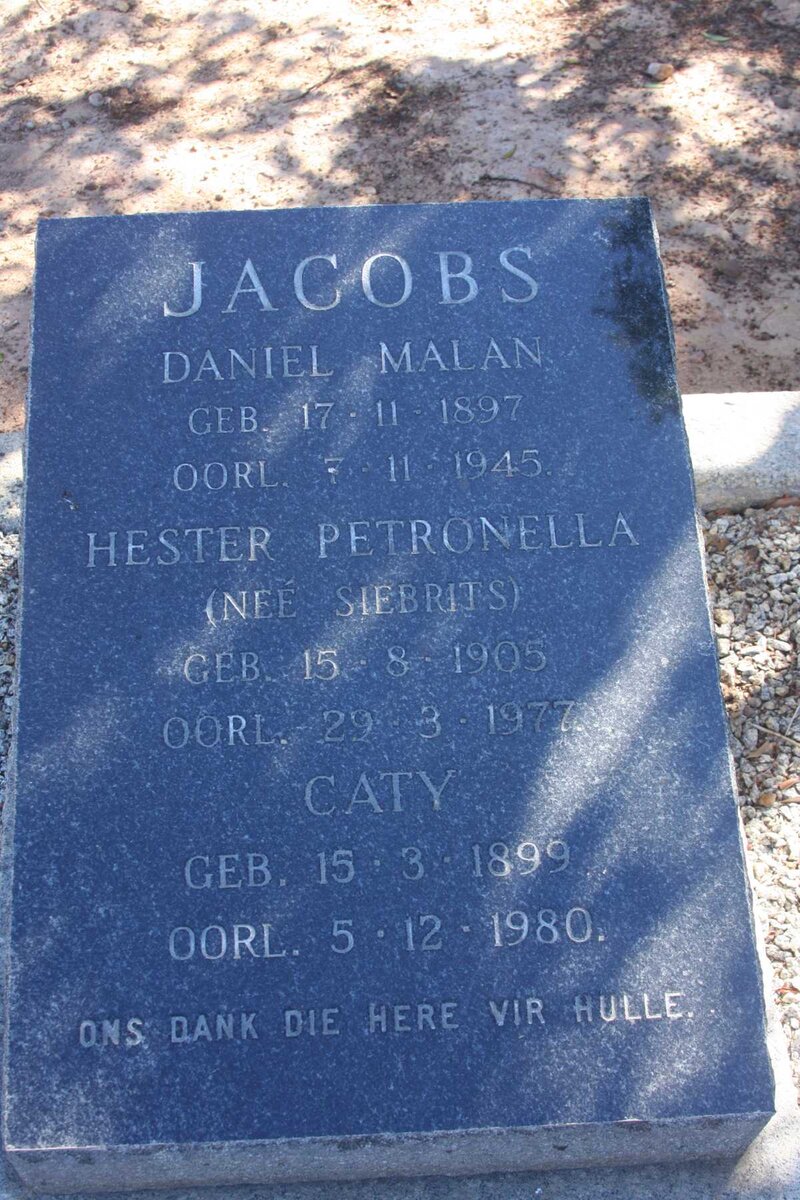 JACOBS
DANIEL MALAN
GEB. 17·11·1897
OORL. 7·11·1945.
HESTER PETRONELLA
(NEÉ SIEBRITS)
GEB. 15·8·1905
OORL. 29·3·1977
CATY
GEB. 15·3·1899
OORL. 5·12·1980.
ONS DANK DIE HERE VIR HULLE.